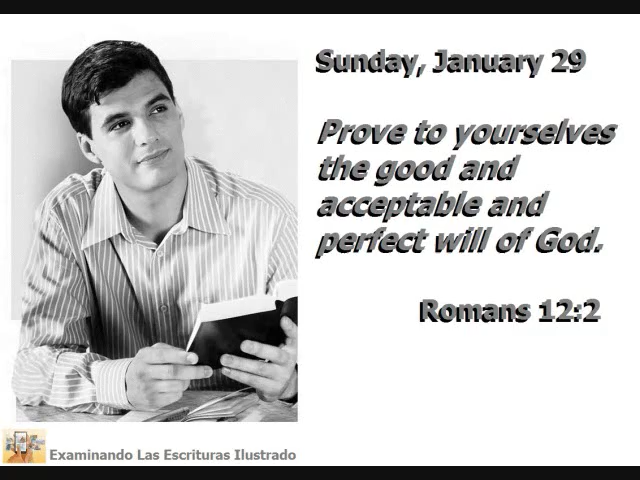 Sunday, January 29
Prove to yourselves
the good and
acceptable and
perfect will of God.
Romans 12:2
Examinando Las Escrituras Ilustrado